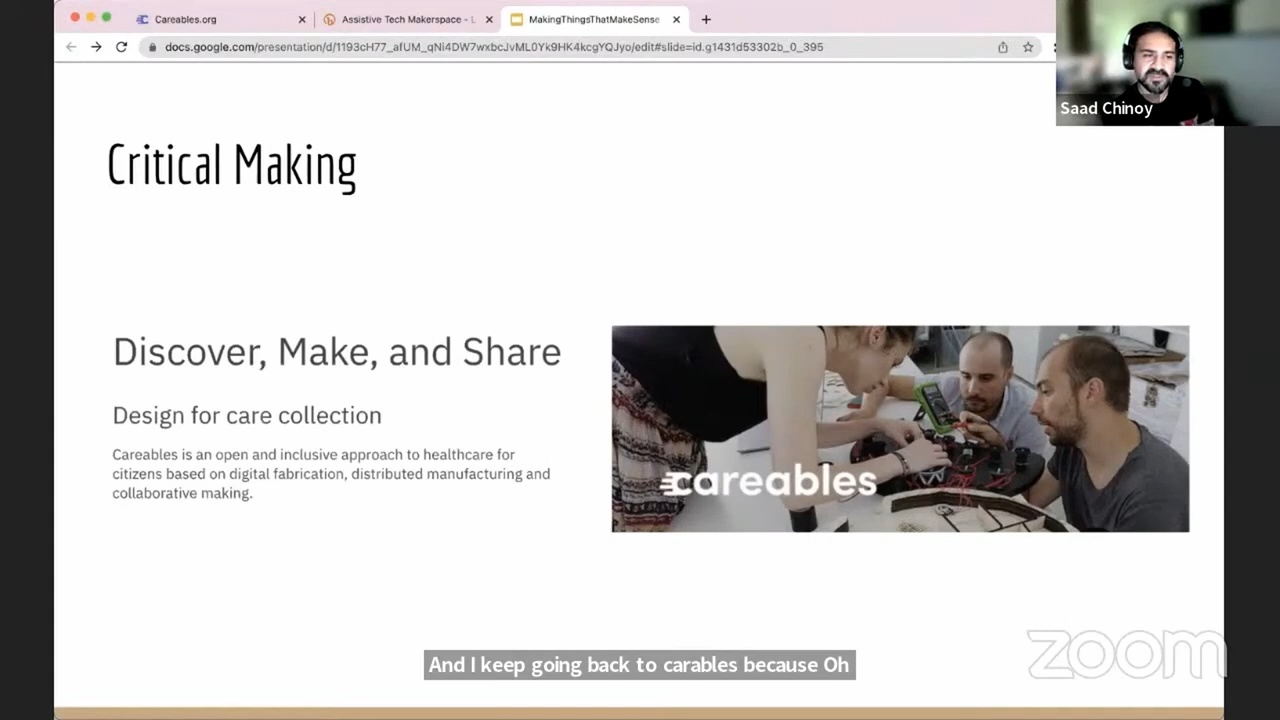 Careables.org
Assistive Tech Makerspace - L
MakingThingsThatMakeSense
docs.google.com/presentation/d/1193cH77_afUM_qNi4DW7wxbcJvML0Yk9HK4kcgYQJyo/edit#slide=id.g1431d53302b_0_395
Saad Chinoy
Critical Making
Discover, Make, and Share
Design for care collection
Careables is an open and inclusive approach to healthcare for
citizens based on digital fabrication, distributed manufacturing and
collaborative making.
careables
And I keep going back to carables because Oh
zoom